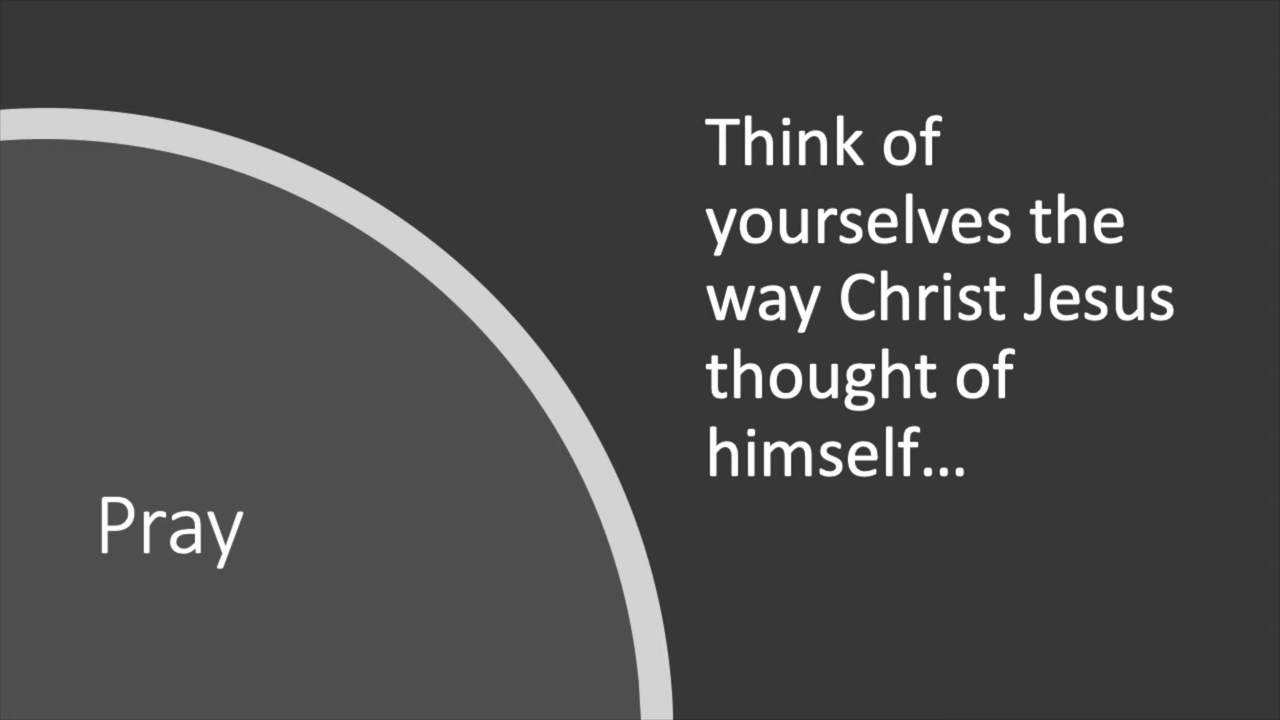 Think of
yourselves the
way Christ Jesus
thought of
himself...
Pray